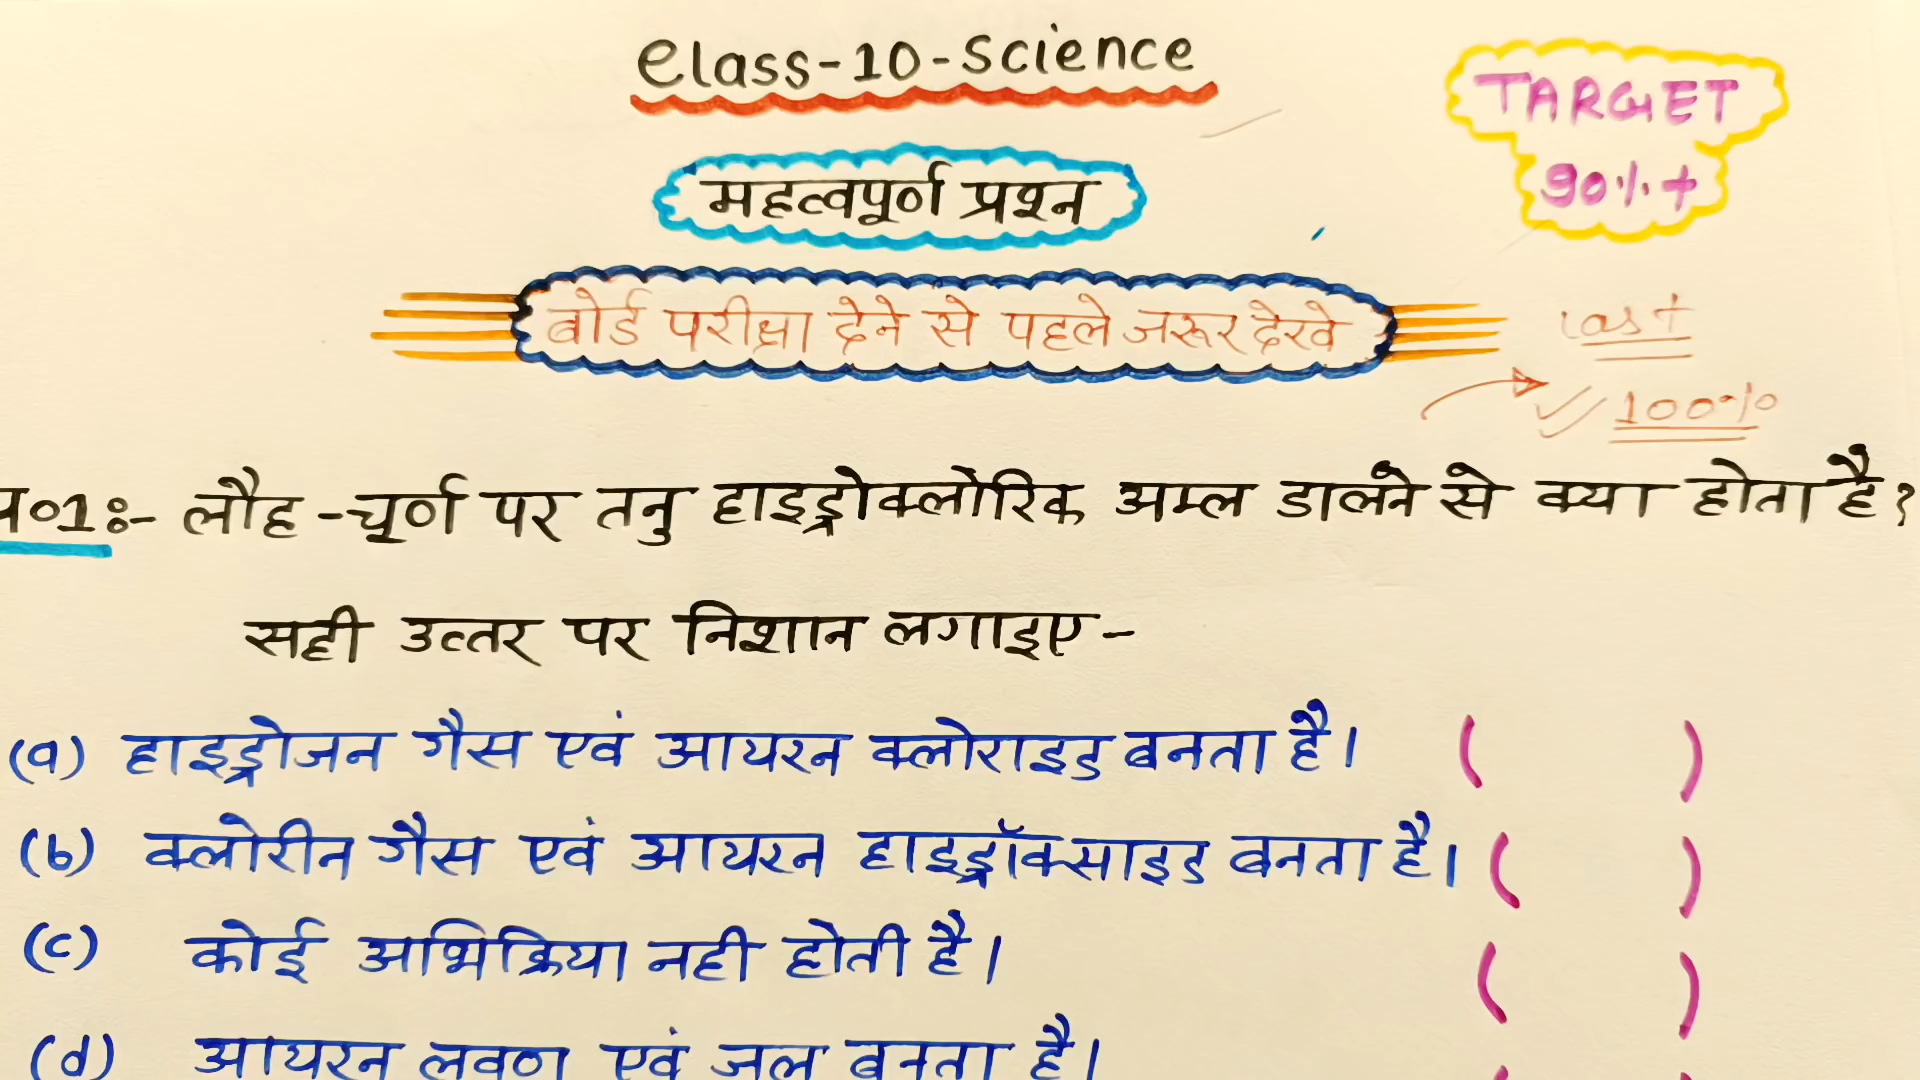 Class-10-Science
TARGET
90%+
महत्वपूर्ण प्रश्न
बोर्ड परीक्षा देने से पहले जरूर देखे
Last
100%
प्र०1:- लौह-चूर्ण पर तनु हाइड्रोक्लोरिक अम्ल डालने से क्या होता है?
सही उत्तर पर निशान लगाइए-
(a) हाइड्रोजन गैस एवं आयरन क्लोराइड बनता है। ( )
(b) क्लोरीन गैस एवं आयरन हाइड्रॉक्साइड बनता है। ( )
(c) कोई अभिक्रिया नही होती है। ( )
(d) आयरन लवण एवं जल बनता है। ( )